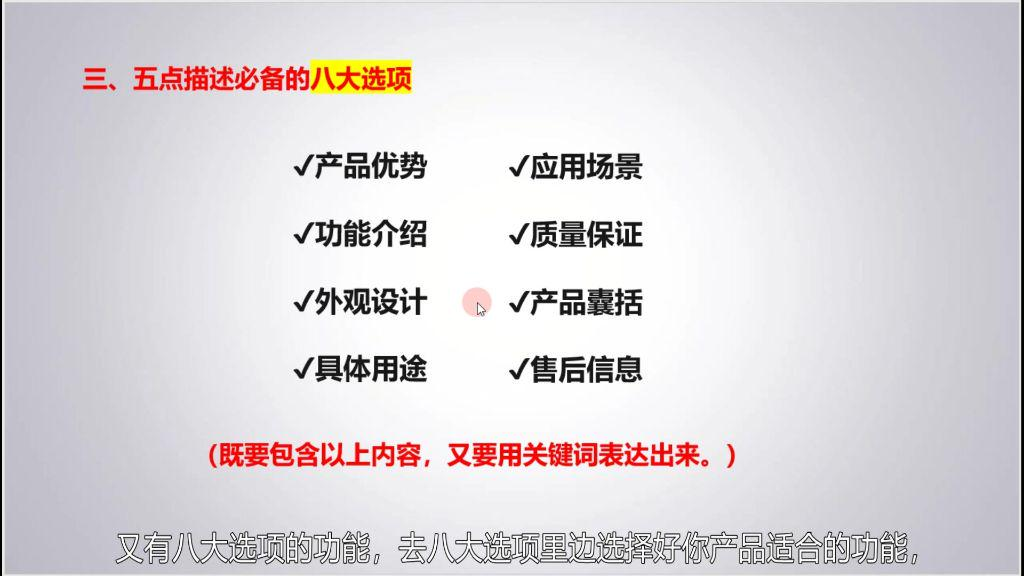 三、五点描述必备的八大选项
✓产品优势 ✓应用场景
✓功能介绍 ✓质量保证
✓外观设计 ✓产品囊括
✓具体用途 ✓售后信息
（既要包含以上内容，又要用关键词表达出来。）
又有八大选项的功能，去八大选项里边选择好你产品适合的功能，